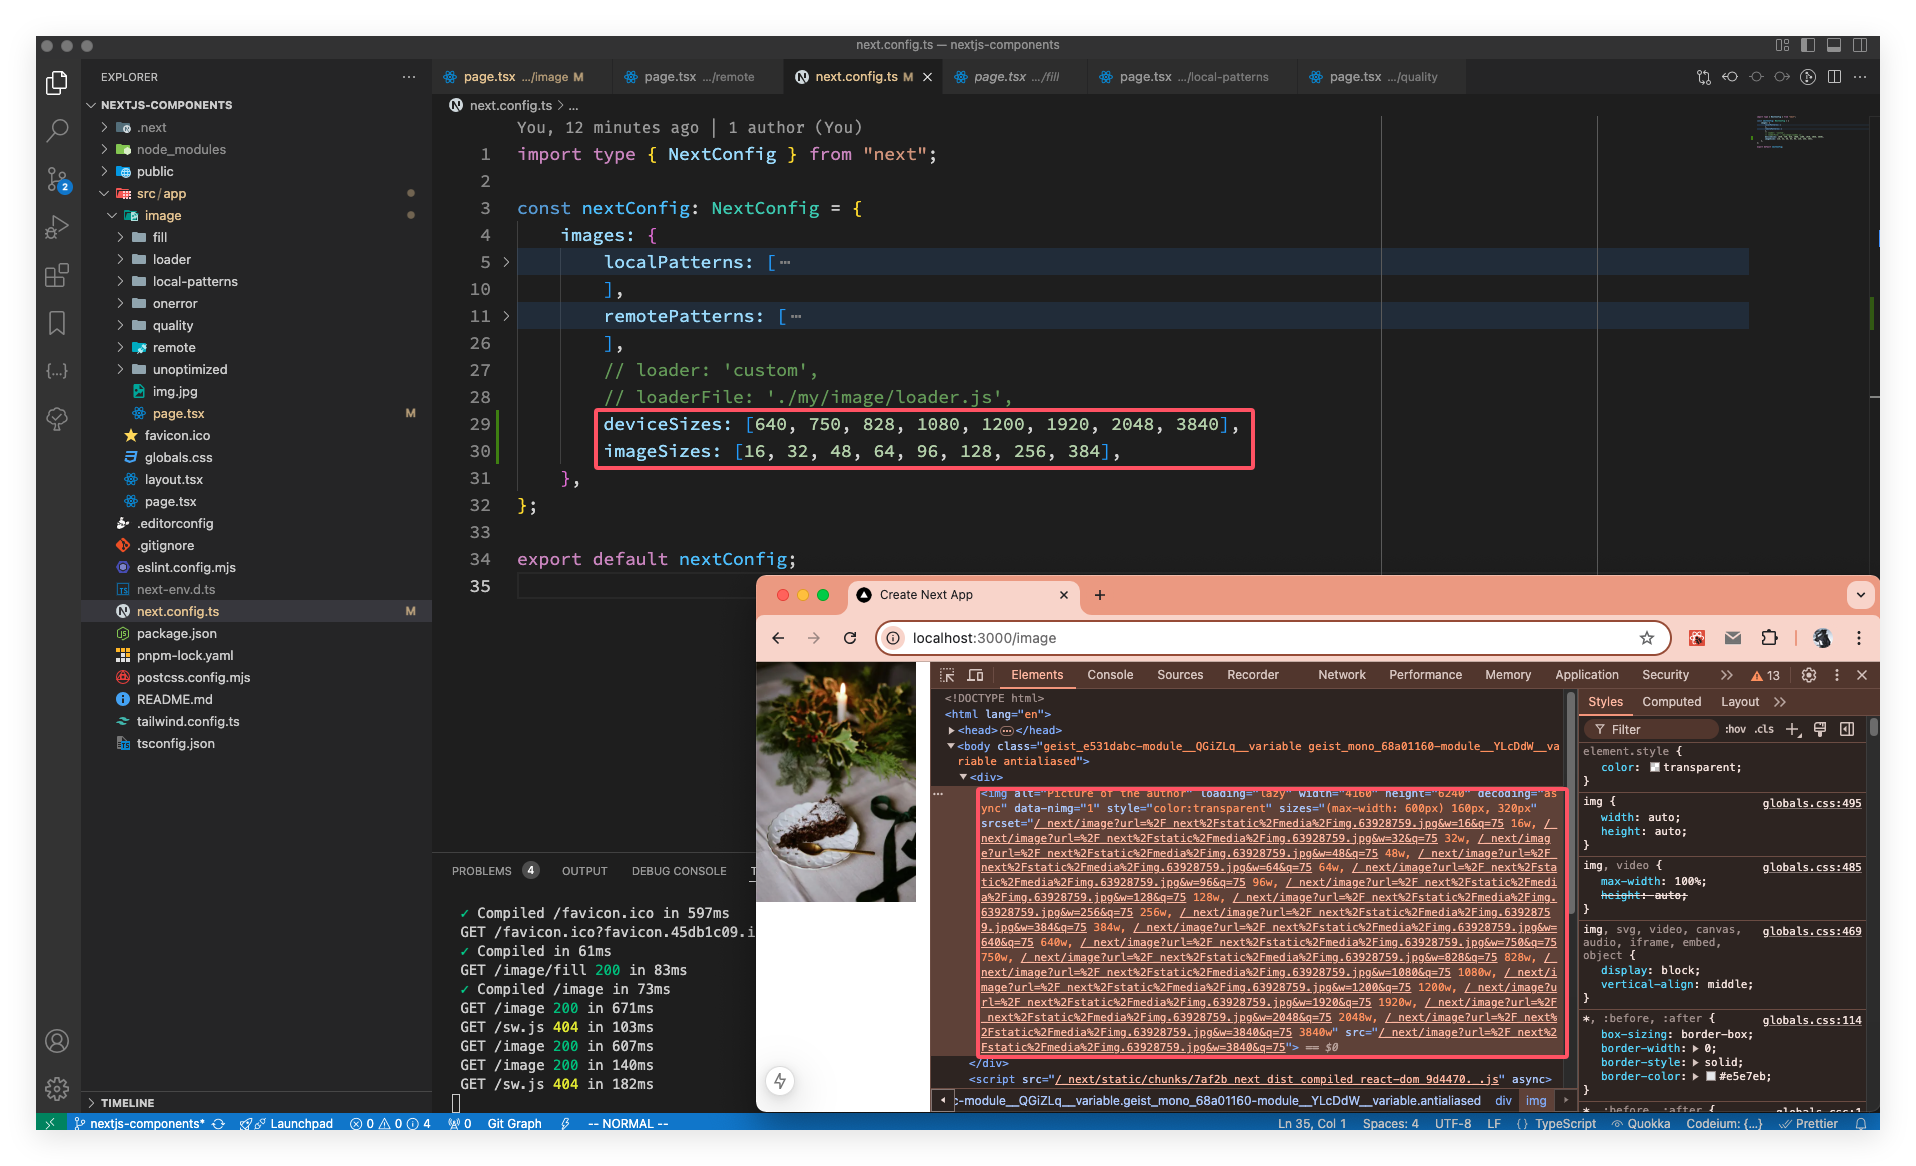 next.config.ts — nextjs-components
EXPLORER
NEXTJS-COMPONENTS
.next
node_modules
public
src/app
image
fill
loader
local-patterns
onerror
quality
remote
unoptimized
img.jpg
page.tsx M
favicon.ico
globals.css
layout.tsx
page.tsx
.editorconfig
.gitignore
eslint.config.mjs
next-env.d.ts
next.config.ts M
package.json
pnpm-lock.yaml
postcss.config.mjs
README.md
tailwind.config.ts
tsconfig.json
TIMELINE
2
page.tsx .../image M
page.tsx .../remote
next.config.ts M
page.tsx .../fill
page.tsx .../local-patterns
page.tsx .../quality
next.config.ts > ...
You, 12 minutes ago | 1 author (You)
1 import type { NextConfig } from "next";
2
3 const nextConfig: NextConfig = {
4 images: {
5 localPatterns: [⋯
10 ],
11 remotePatterns: [⋯
26 ],
27 // loader: 'custom',
28 // loaderFile: './my/image/loader.js',
29 deviceSizes: [640, 750, 828, 1080, 1200, 1920, 2048, 3840],
30 imageSizes: [16, 32, 48, 64, 96, 128, 256, 384],
31 },
32 };
33
34 export default nextConfig;
35
PROBLEMS 4 OUTPUT DEBUG CONSOLE
✓ Compiled /favicon.ico in 597ms
GET /favicon.ico?favicon.45db1c09.i
✓ Compiled in 61ms
GET /image/fill 200 in 83ms
✓ Compiled /image in 73ms
GET /image 200 in 671ms
GET /sw.js 404 in 103ms
GET /image 200 in 607ms
GET /image 200 in 140ms
GET /sw.js 404 in 182ms
Create Next App
localhost:3000/image
Elements Console Sources Recorder Network Performance Memory Application Security 13
<!DOCTYPE html>
<html lang="en">
<head> </head>
<body class="geist_e531dabc-module__QGiZLq__variable geist_mono_68a01160-module__YLcDdW__va
riable antialiased">
<div>
<img alt="Picture of the author" loading="lazy" width="4160" height="6240" decoding="as
ync" data-nimg="1" style="color:transparent" sizes="(max-width: 600px) 160px, 320px"
srcset="/_next/image?url=%2F_next%2Fstatic%2Fmedia%2Fimg.63928759.jpg&w=16&q=75 16w, /_
next/image?url=%2F_next%2Fstatic%2Fmedia%2Fimg.63928759.jpg&w=32&q=75 32w, /_next/imag
e?url=%2F_next%2Fstatic%2Fmedia%2Fimg.63928759.jpg&w=48&q=75 48w, /_next/image?url=%2F_
next%2Fstatic%2Fmedia%2Fimg.63928759.jpg&w=64&q=75 64w, /_next/image?url=%2F_next%2Fsta
tic%2Fmedia%2Fimg.63928759.jpg&w=96&q=75 96w, /_next/image?url=%2F_next%2Fstatic%2Fmedi
a%2Fimg.63928759.jpg&w=128&q=75 128w, /_next/image?url=%2F_next%2Fstatic%2Fmedia%2Fimg.
63928759.jpg&w=256&q=75 256w, /_next/image?url=%2F_next%2Fstatic%2Fmedia%2Fimg.6392875
9.jpg&w=384&q=75 384w, /_next/image?url=%2F_next%2Fstatic%2Fmedia%2Fimg.63928759.jpg&w=
640&q=75 640w, /_next/image?url=%2F_next%2Fstatic%2Fmedia%2Fimg.63928759.jpg&w=750&q=75
750w, /_next/image?url=%2F_next%2Fstatic%2Fmedia%2Fimg.63928759.jpg&w=828&q=75 828w, /_
next/image?url=%2F_next%2Fstatic%2Fmedia%2Fimg.63928759.jpg&w=1080&q=75 1080w, /_next/i
mage?url=%2F_next%2Fstatic%2Fmedia%2Fimg.63928759.jpg&w=1200&q=75 1200w, /_next/image?u
rl=%2F_next%2Fstatic%2Fmedia%2Fimg.63928759.jpg&w=1920&q=75 1920w, /_next/image?url=%2F
_next%2Fstatic%2Fmedia%2Fimg.63928759.jpg&w=2048&q=75 2048w, /_next/image?url=%2F_next%
2Fstatic%2Fmedia%2Fimg.63928759.jpg&w=3840&q=75 3840w" src="/_next/image?url=%2F_next%2
Fstatic%2Fmedia%2Fimg.63928759.jpg&w=3840&q=75"> == $0
</div>
<script src="/_next/static/chunks/7af2b_next_dist_compiled_react-dom_9d4470._.js" async>
c-module__QGiZLq__variable.geist_mono_68a01160-module__YLcDdW__variable.antialiased div img
Styles Computed Layout
Filter :hov .cls
element.style {
color: transparent;
}
img { globals.css:495
width: auto;
height: auto;
}
img, video { globals.css:485
max-width: 100%;
height: auto;
}
img, svg, video, canvas, globals.css:469
audio, iframe, embed,
object {
display: block;
vertical-align: middle;
}
*, :before, :after { globals.css:114
box-sizing: border-box;
border-width: 0;
border-style: solid;
border-color: #e5e7eb;
}
*, :before, :after { globals.css:1
nextjs-components* Launchpad 0 0 4 0 Git Graph -- NORMAL --
Ln 35, Col 1 Spaces: 4 UTF-8 LF {} TypeScript Quokka Codeium: {...} Prettier